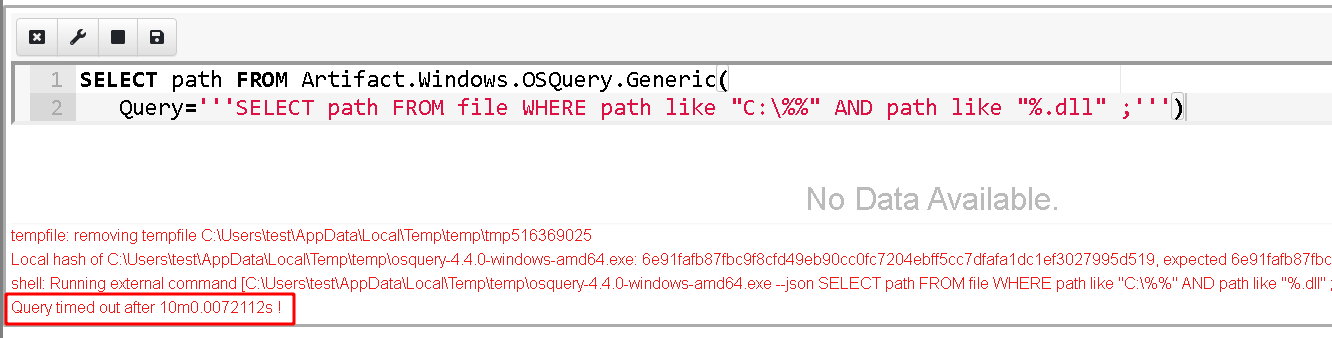 1 SELECT path FROM Artifact.Windows.OSQuery.Generic(
2 Query='''SELECT path FROM file WHERE path like "C:\%%" AND path like "%.dll" ;''')
No Data Available.
tempfile: removing tempfile C:\Users\test\AppData\Local\Temp\temp\tmp516369025
Local hash of C:\Users\test\AppData\Local\Temp\temp\osquery-4.4.0-windows-amd64.exe: 6e91fafb87fbc9f8cfd49eb90cc0fc7204ebff5cc7dfafa1dc1ef3027995d519, expected 6e91fafb87fbc
shell: Running external command [C:\Users\test\AppData\Local\Temp\temp\osquery-4.4.0-windows-amd64.exe --json SELECT path FROM file WHERE path like "C:\%%" AND path like "%.dll" ;
Query timed out after 10m0.0072112s !